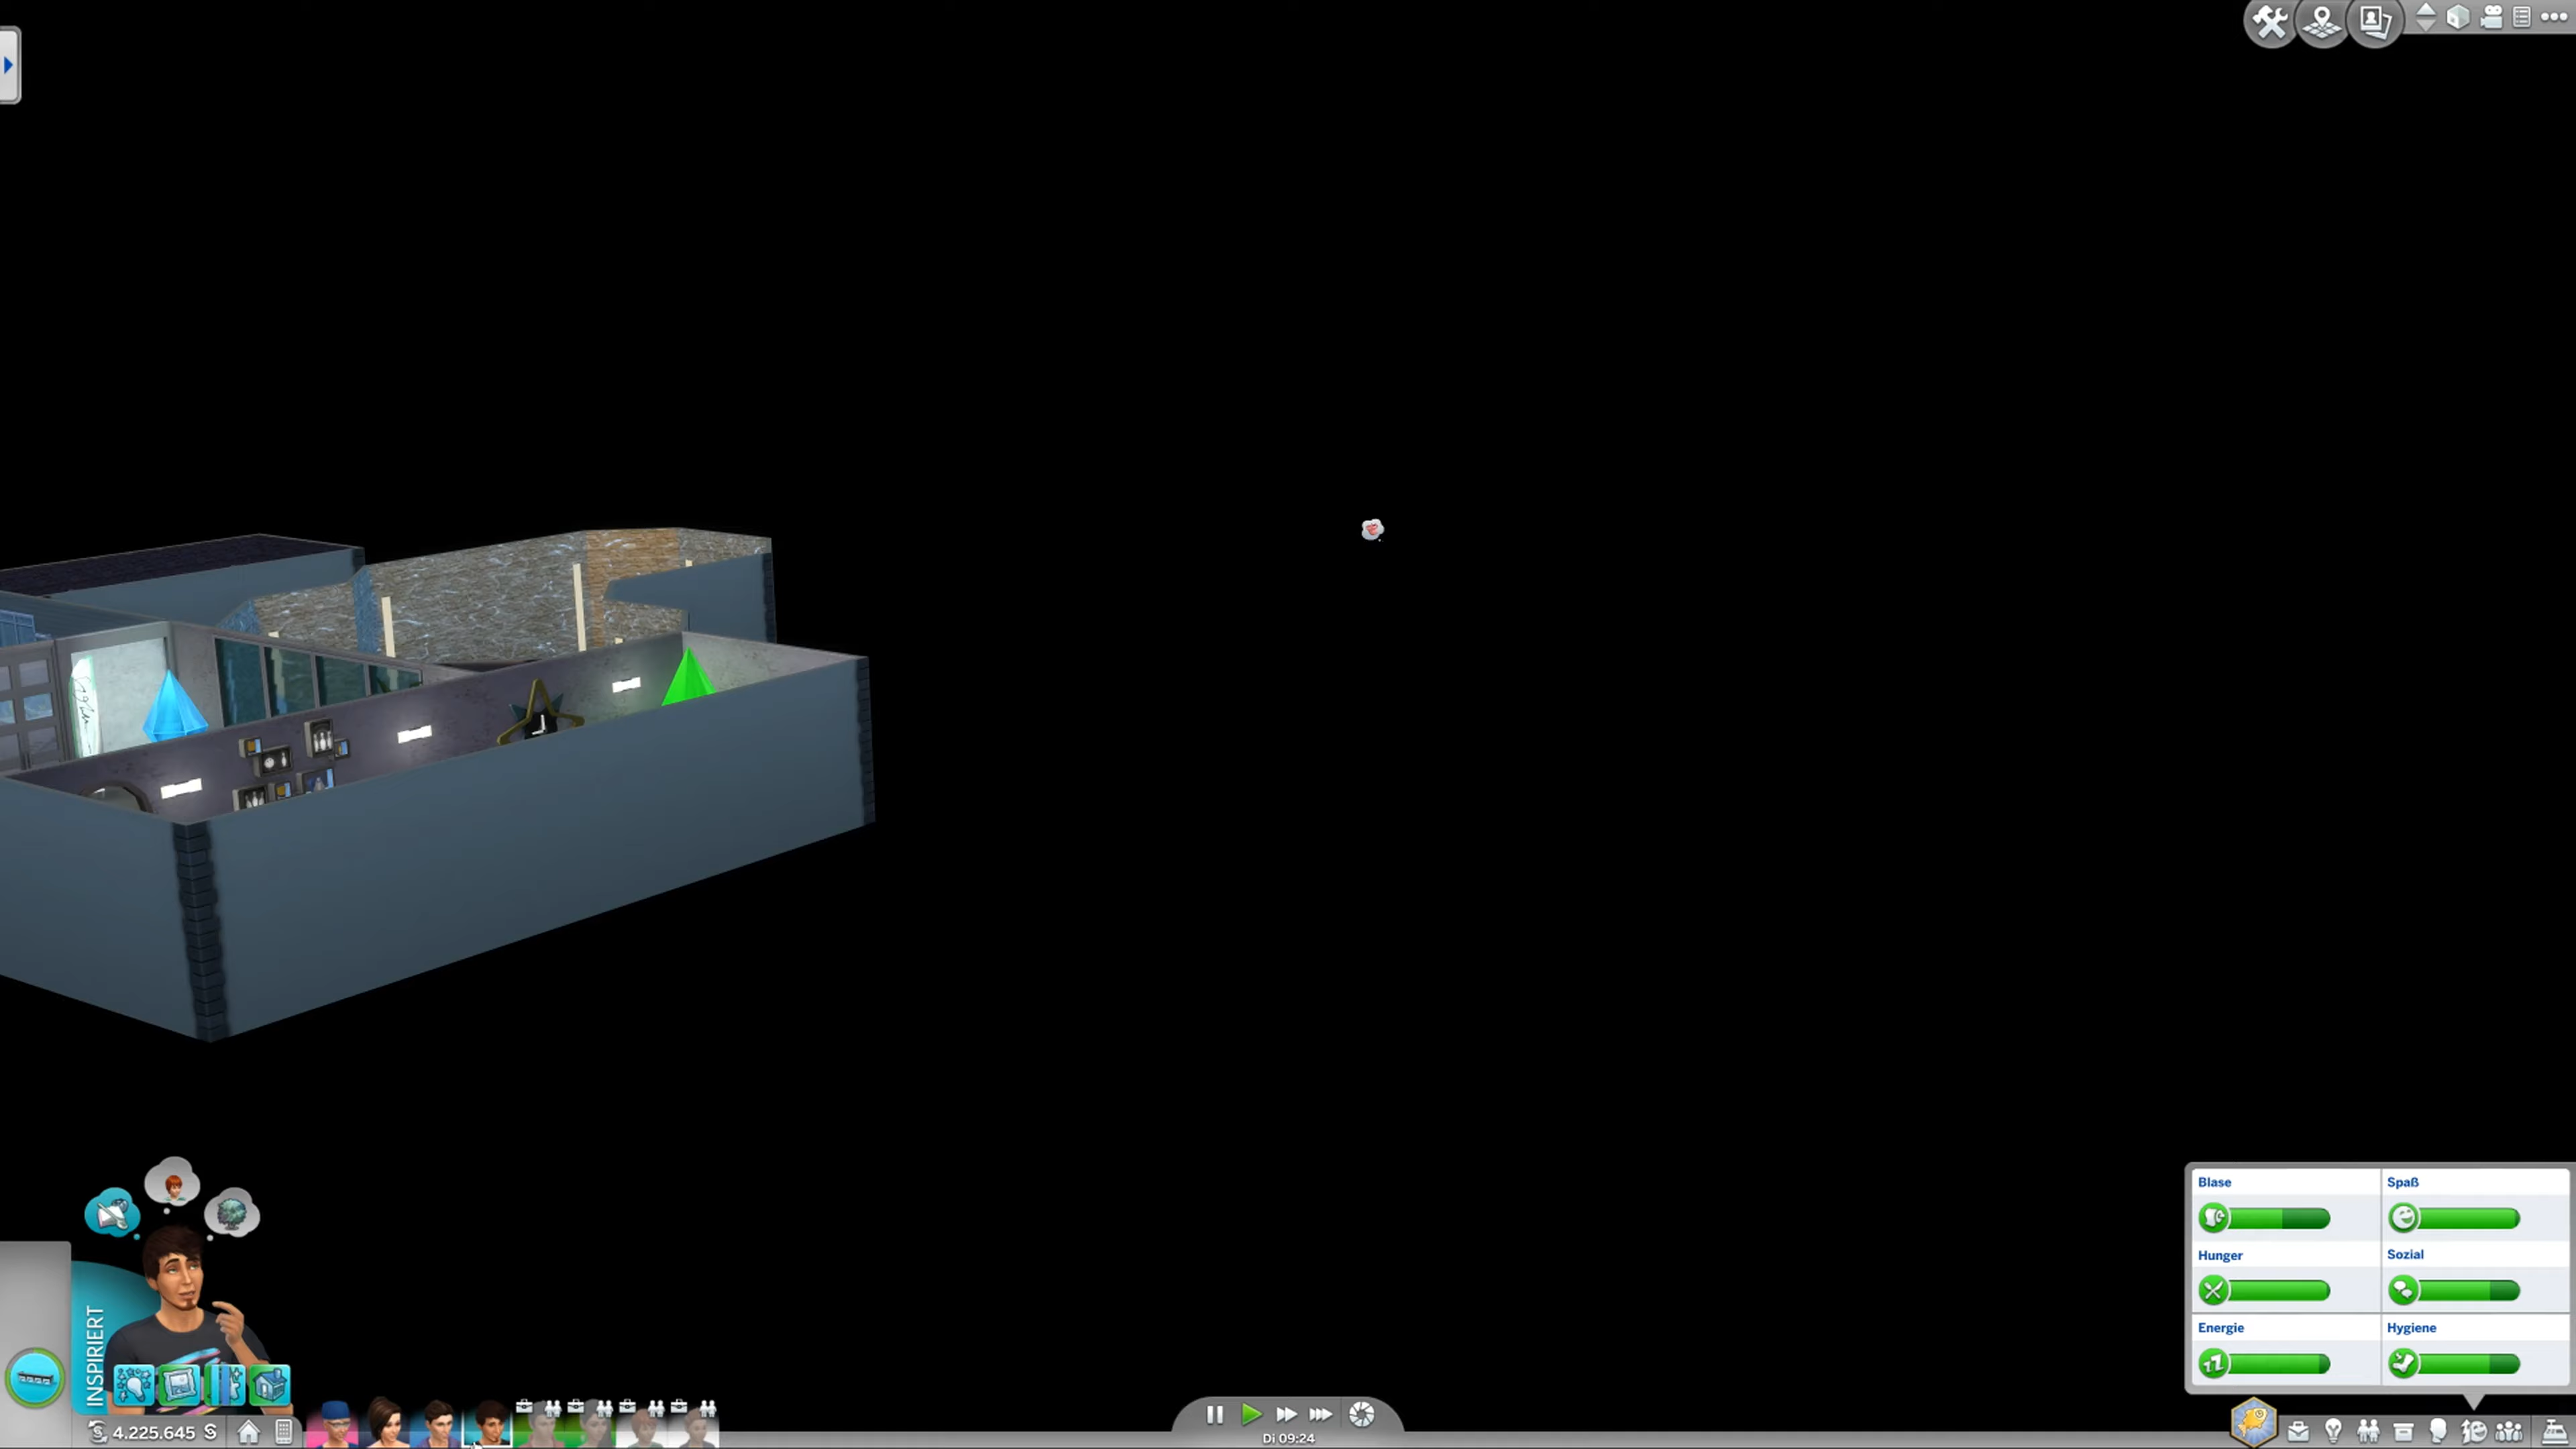 Blase
Spaß
Hunger
Sozial
Energie
Hygiene
INSPIRIERT
4.225.645 S
Di 09:24